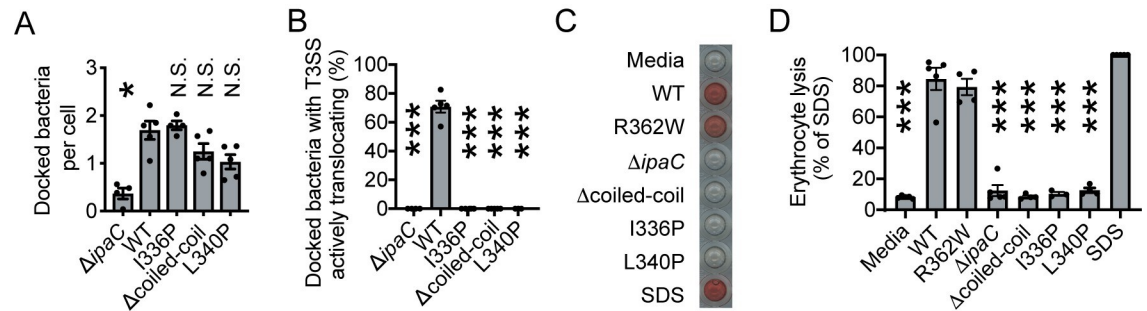 A
Docked bacteria
per cell
3
2
1
0
*
N.S.
N.S.
N.S.
ΔipaC
WT
I336P
Δcoiled-coil
L340P
B
Docked bacteria with T3SS
actively translocating (%)
100
80
60
40
20
0
***
***
***
***
ΔipaC
WT
I336P
Δcoiled-coil
L340P
C
Media
WT
R362W
ΔipaC
Δcoiled-coil
I336P
L340P
SDS
D
Erythrocyte lysis
(% of SDS)
100
80
60
40
20
0
***
***
***
***
***
Media
WT
R362W
ΔipaC
Δcoiled-coil
I336P
L340P
SDS